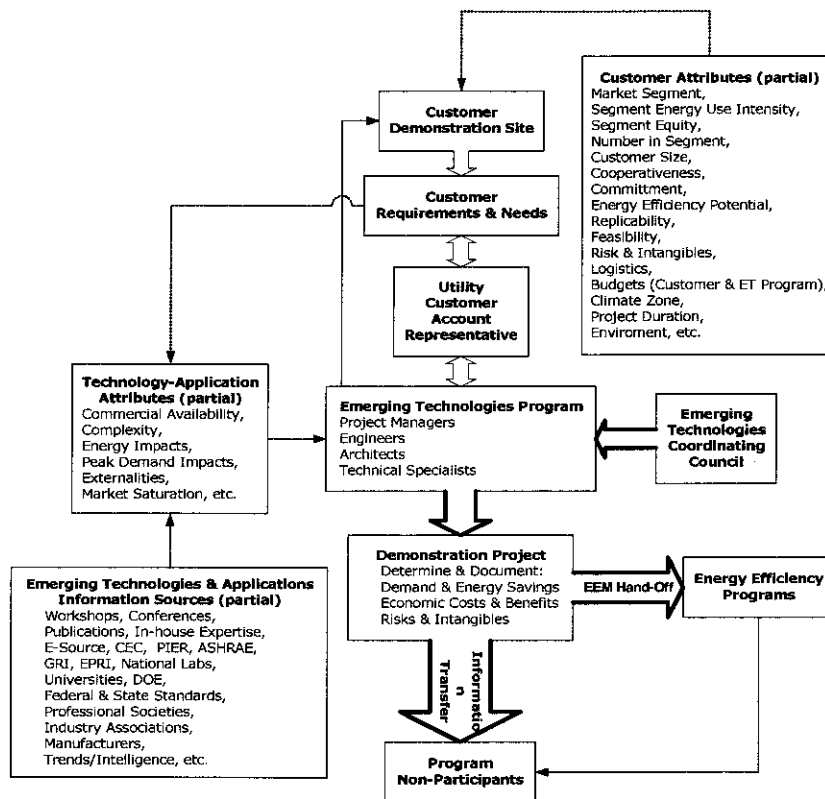 Customer Attributes (partial)
Market Segment,
Segment Energy Use Intensity,
Segment Equity,
Number in Segment,
Customer Size,
Cooperativeness,
Committment,
Energy Efficiency Potential,
Replicability,
Feasibility,
Risk & Intangibles,
Logistics,
Budgets (Customer & ET Program),
Climate Zone,
Project Duration,
Enviroment, etc.
Customer
Demonstration Site
Customer
Requirements & Needs
Utility
Customer
Account
Representative
Technology-Application
Attributes (partial)
Commercial Availability,
Complexity,
Energy Impacts,
Peak Demand Impacts,
Externalities,
Market Saturation, etc.
Emerging Technologies Program
Project Managers
Engineers
Architects
Technical Specialists
Emerging
Technologies
Coordinating
Council
Demonstration Project
Determine & Document:
Demand & Energy Savings
Economic Costs & Benefits
Risks & Intangibles
EEM Hand-Off
Energy Efficiency
Programs
Emerging Technologies & Applications
Information Sources (partial)
Workshops, Conferences,
Publications, In-house Expertise,
E-Source, CEC, PIER, ASHRAE,
GRI, EPRI, National Labs,
Universities, DOE,
Federal & State Standards,
Professional Societies,
Industry Associations,
Manufacturers,
Trends/Intelligence, etc.
Informatio
n
Transfer
Program
Non-Participants